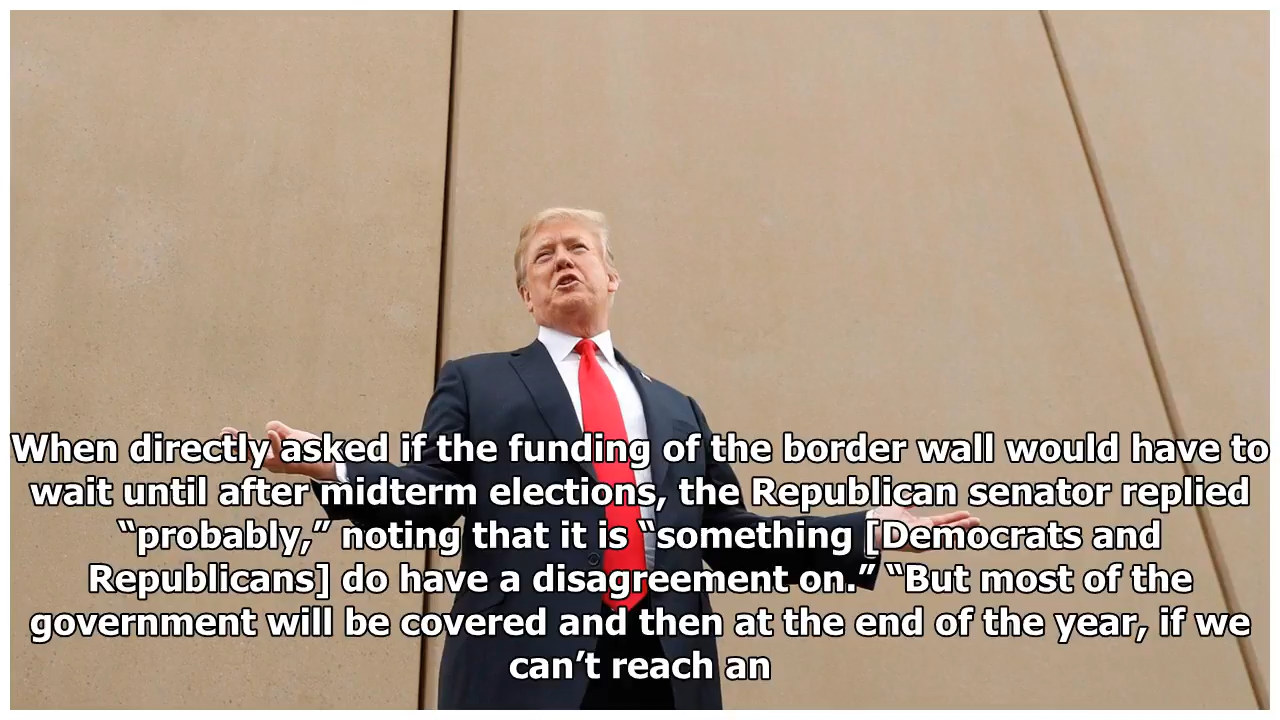 When directly asked if the funding of the border wall would have to
wait until after midterm elections, the Republican senator replied
“probably,” noting that it is “something [Democrats and
Republicans] do have a disagreement on.” “But most of the
government will be covered and then at the end of the year, if we
can’t reach an